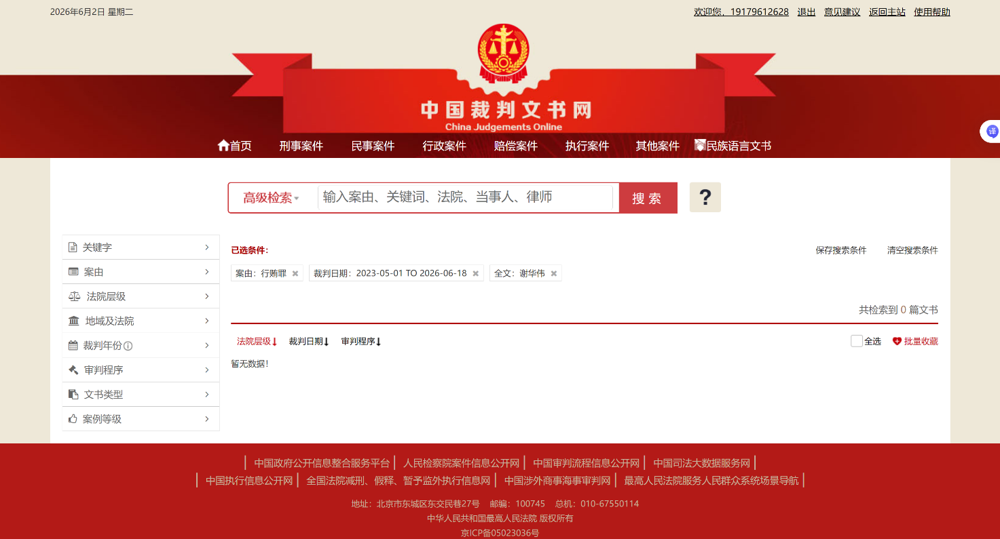 2026年6月2日 星期二
欢迎您，19179612628 退出 意见建议 返回主站 使用帮助
中国裁判文书网
China Judgements Online
首页 刑事案件 民事案件 行政案件 赔偿案件 执行案件 其他案件 民族语言文书
译
高级检索 输入案由、关键词、法院、当事人、律师 搜索 ?
关键字
案由
法院层级
地域及法院
裁判年份
审判程序
文书类型
案例等级
已选条件: 保存搜索条件 清空搜索条件
案由：行贿罪 裁判日期：2023-05-01 TO 2026-06-18 全文：谢华伟
共检索到 0 篇文书
法院层级 裁判日期 审判程序 全选 批量收藏
暂无数据!
中国政府公开信息整合服务平台 人民检察院案件信息公开网 中国审判流程信息公开网 中国司法大数据服务网
中国执行信息公开网 全国法院减刑、假释、暂予监外执行信息网 中国涉外商事海事审判网 最高人民法院服务人民群众系统场景导航
地址：北京市东城区东交民巷27号 邮编：100745 总机：010-67550114
中华人民共和国最高人民法院 版权所有
京ICP备05023036号